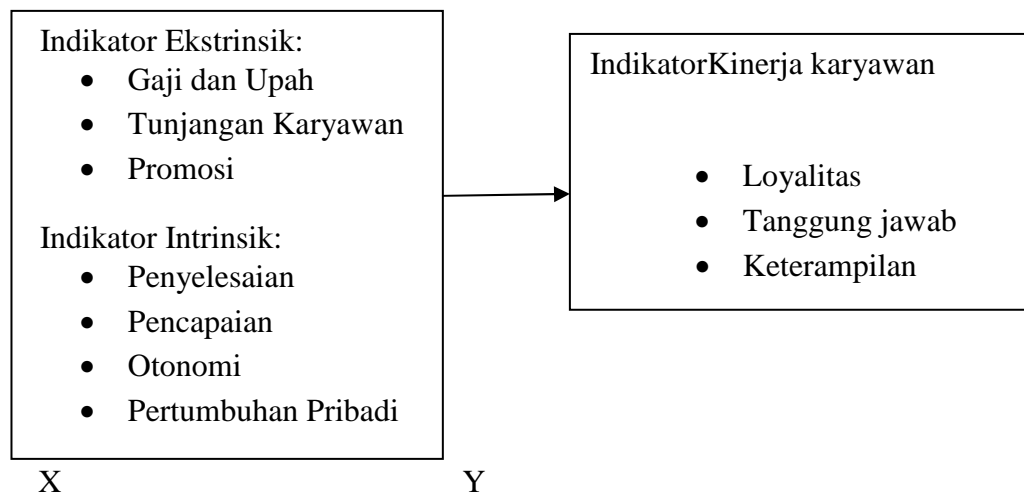 Indikator Ekstrinsik:
• Gaji dan Upah
• Tunjangan Karyawan
• Promosi
Indikator Intrinsik:
• Penyelesaian
• Pencapaian
• Otonomi
• Pertumbuhan Pribadi
IndikatorKinerja karyawan
• Loyalitas
• Tanggung jawab
• Keterampilan
X Y